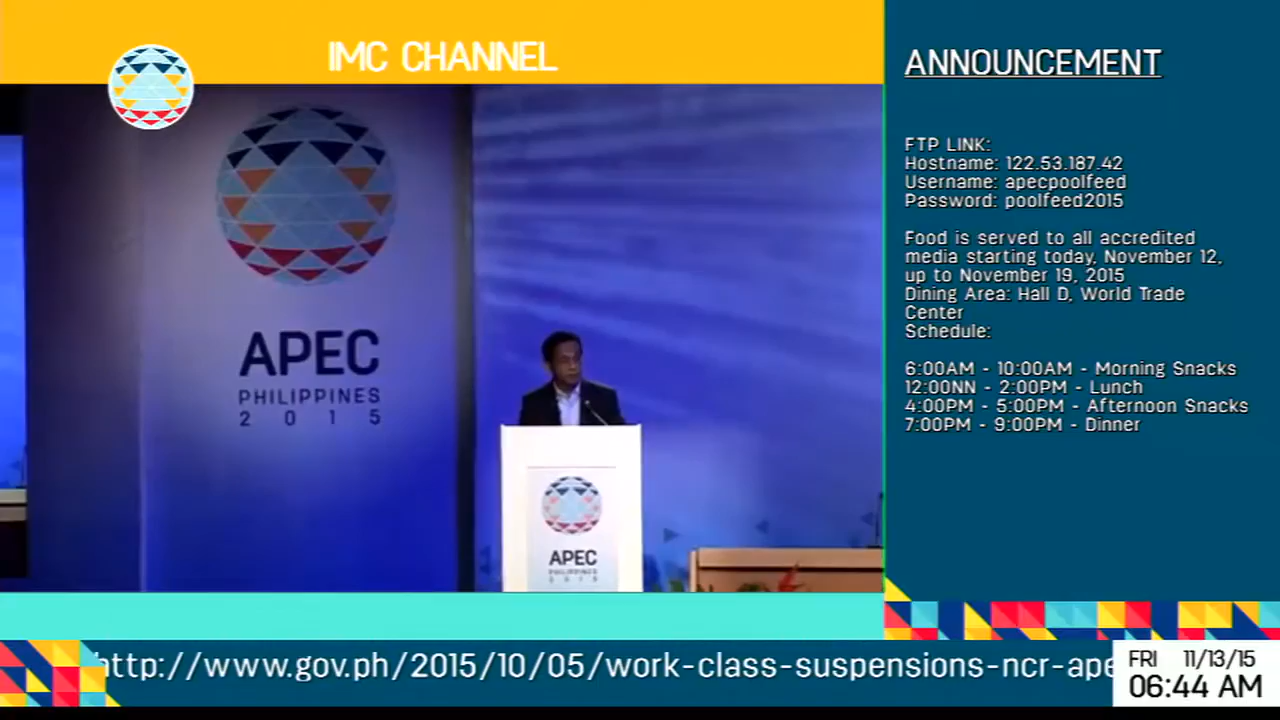 IMC CHANNEL
APEC
PHILIPPINES
2015
APEC
PHILIPPINES
2015
ANNOUNCEMENT
FTP LINK:
Hostname: 122.53.187.42
Username: apecpoolfeed
Password: poolfeed2015
Food is served to all accredited
media starting today, November 12,
up to November 19, 2015
Dining Area: Hall D, World Trade
Center
Schedule:
6:00AM - 10:00AM - Morning Snacks
12:00NN - 2:00PM - Lunch
4:00PM - 5:00PM - Afternoon Snacks
7:00PM - 9:00PM - Dinner
http://www.gov.ph/2015/10/05/work-class-suspensions-ncr-ape
FRI 11/13/15
06:44 AM